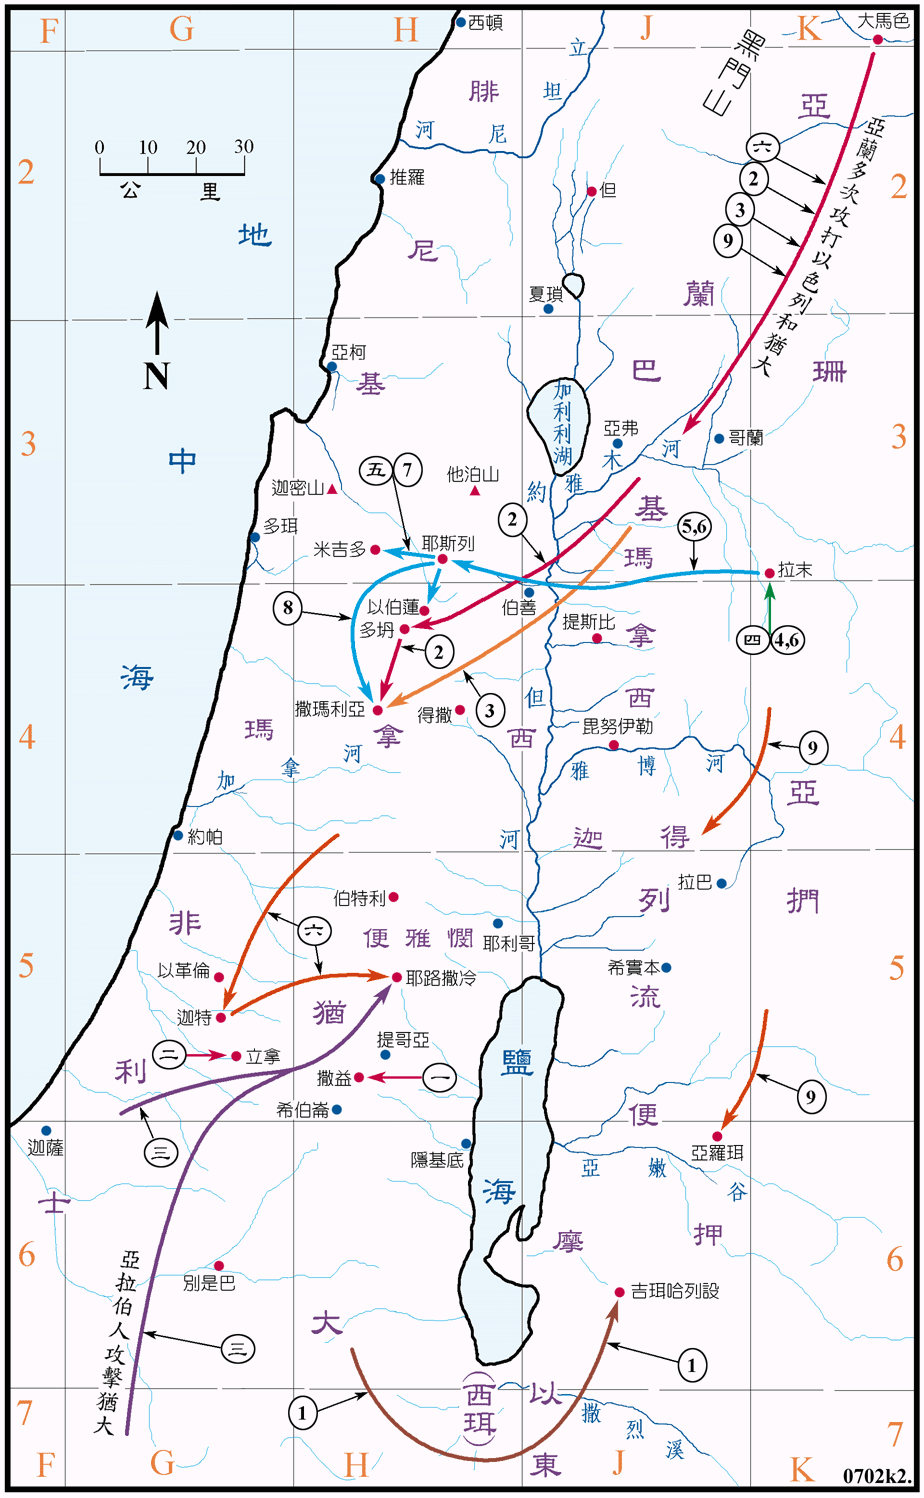 F
G
H
J
K
西頓
大馬色
黑門山
立坦尼河
腓尼基
亞蘭
亞蘭多次攻打以色列和猶大
六
2
3
9
0 10 20 30
公里
2
2
推羅
但
地中海
N
夏瑣
亞柯
巴珊
加利利湖
亞弗
哥蘭
雅木河
3
3
五
7
迦密山
他泊山
約但河
多珥
米吉多
耶斯列
2
5,6
基
瑪拿西
拉末
8
以伯蓮
伯善
多坍
2
提斯比
四
4,6
撒瑪利亞
得撒
3
瑪拿西
毘努伊勒
9
4
4
加拿河
雅博河
亞捫
約帕
迦得
拉巴
伯特利
非利士
便雅憫
耶利哥
六
流便
以革倫
耶路撒冷
希實本
5
5
迦特
猶大
二
立拿
提哥亞
鹽海
撒益
一
希伯崙
9
三
迦薩
隱基底
亞嫩谷
亞羅珥
摩押
6
6
別是巴
亞拉伯人攻擊猶大
三
吉珥哈列設
1
1
(西珥)
以東
撒烈溪
7
7
F
G
H
J
K
0702k2.